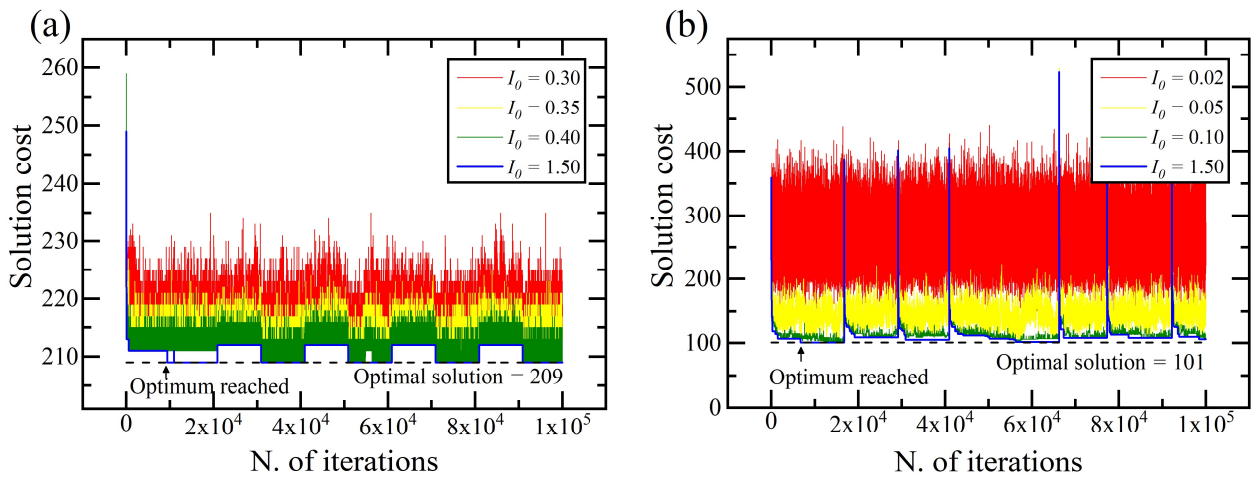 (a)
Solution cost
260
250
240
230
220
210
I0 = 0.30
I0 = 0.35
I0 = 0.40
I0 = 1.50
Optimum reached
Optimal solution = 209
0
2x10^4
4x10^4
6x10^4
8x10^4
1x10^5
N. of iterations
(b)
Solution cost
500
400
300
200
100
0
I0 = 0.02
I0 = 0.05
I0 = 0.10
I0 = 1.50
Optimum reached
Optimal solution = 101
0
2x10^4
4x10^4
6x10^4
8x10^4
1x10^5
N. of iterations